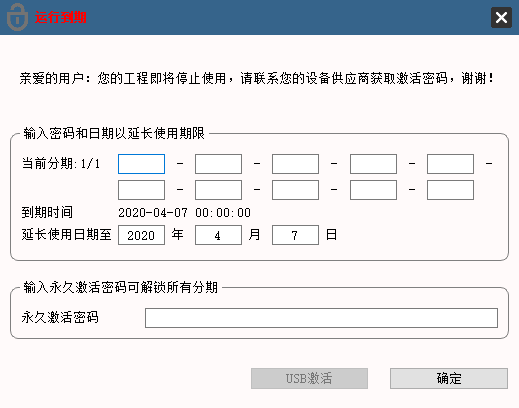 运行到期
亲爱的用户：您的工程即将停止使用，请联系您的设备供应商获取激活密码，谢谢!
输入密码和日期以延长使用期限
当前分期:1/1 - - - - -
- - - -
到期时间 2020-04-07 00:00:00
延长使用日期至 2020 年 4 月 7 日
输入永久激活密码可解锁所有分期
永久激活密码
USB激活 确定